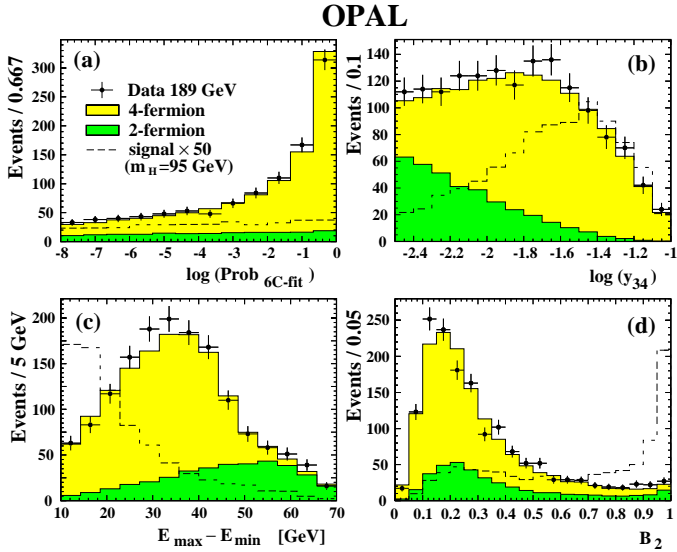 OPAL
(a)
Events / 0.667
300
250
200
150
100
50
0
Data 189 GeV
4-fermion
2-fermion
signal × 50
(m H=95 GeV)
-8 -7 -6 -5 -4 -3 -2 -1 0
log (Prob 6C-fit)
(b)
Events / 0.1
140
120
100
80
60
40
20
0
-2.4 -2.2 -2 -1.8 -1.6 -1.4 -1.2 -1
log (y34)
(c)
Events / 5 GeV
200
150
100
50
0
10 20 30 40 50 60 70
E max – E min [GeV]
(d)
Events / 0.05
250
200
150
100
50
0
0 0.1 0.2 0.3 0.4 0.5 0.6 0.7 0.8 0.9 1
B 2